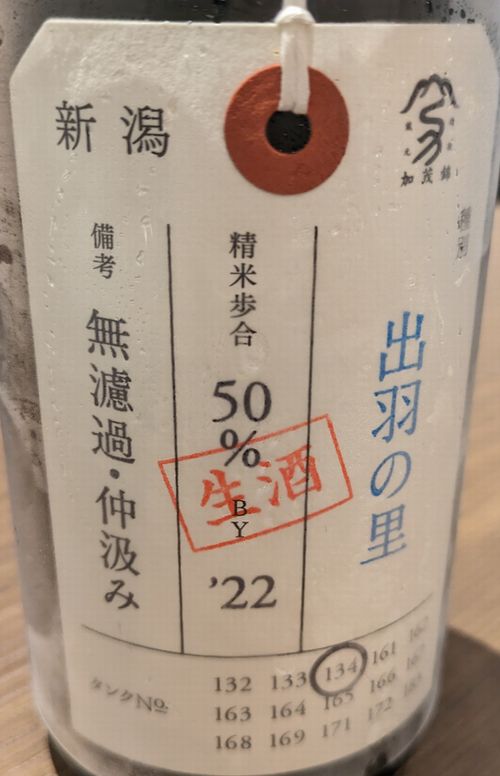 新潟
加茂錦
種別
出羽の里
精米歩合
50
%
生酒
BY
'22
備考
無濾過・仲汲み
タンクNo.
132 133 134 161 162
163 164 165 166 167
168 169 171 172